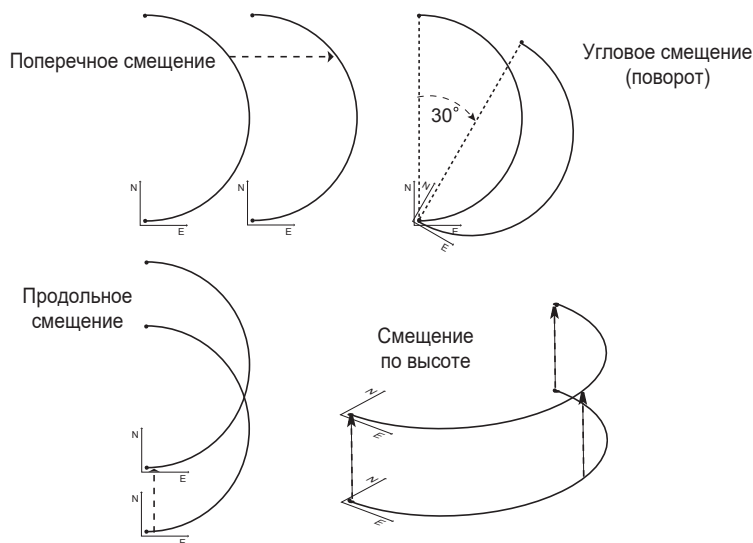 Поперечное смещение
N
E
N
E
Угловое смещение
(поворот)
30°
N
N
E
E
Продольное
смещение
N
E
N
E
Смещение
по высоте
N
E
N
E